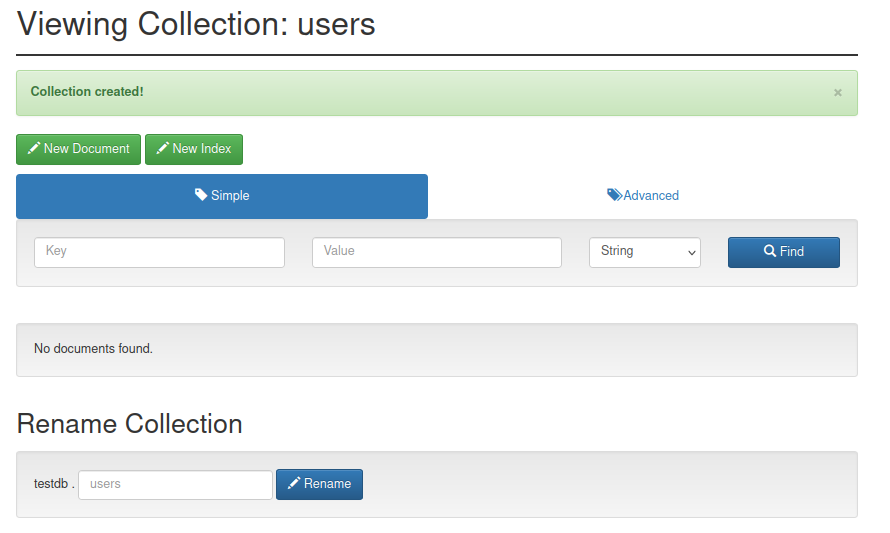 Viewing Collection: users
Collection created! ×
New Document New Index
Simple Advanced
Key Value String Find
No documents found.
Rename Collection
testdb . users Rename